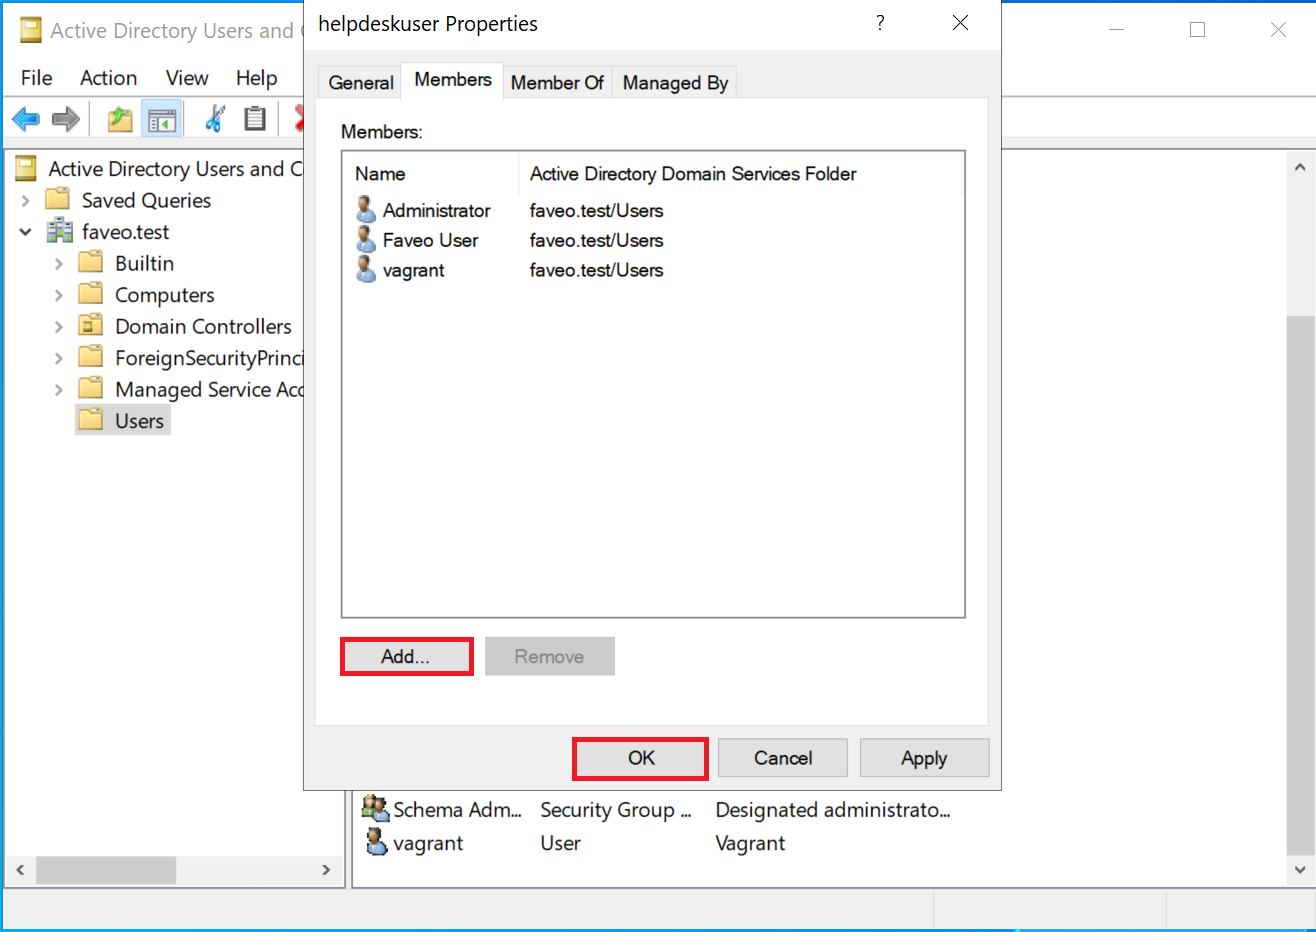 Active Directory Users and C
helpdeskuser Properties
?
File Action View Help
General Members Member Of Managed By
Members:
Name Active Directory Domain Services Folder
Administrator faveo.test/Users
Faveo User faveo.test/Users
vagrant faveo.test/Users
Add... Remove
OK Cancel Apply
Active Directory Users and C
Saved Queries
faveo.test
Builtin
Computers
Domain Controllers
ForeignSecurityPrinci
Managed Service Acc
Users
Schema Adm... Security Group ... Designated administrato...
vagrant User Vagrant